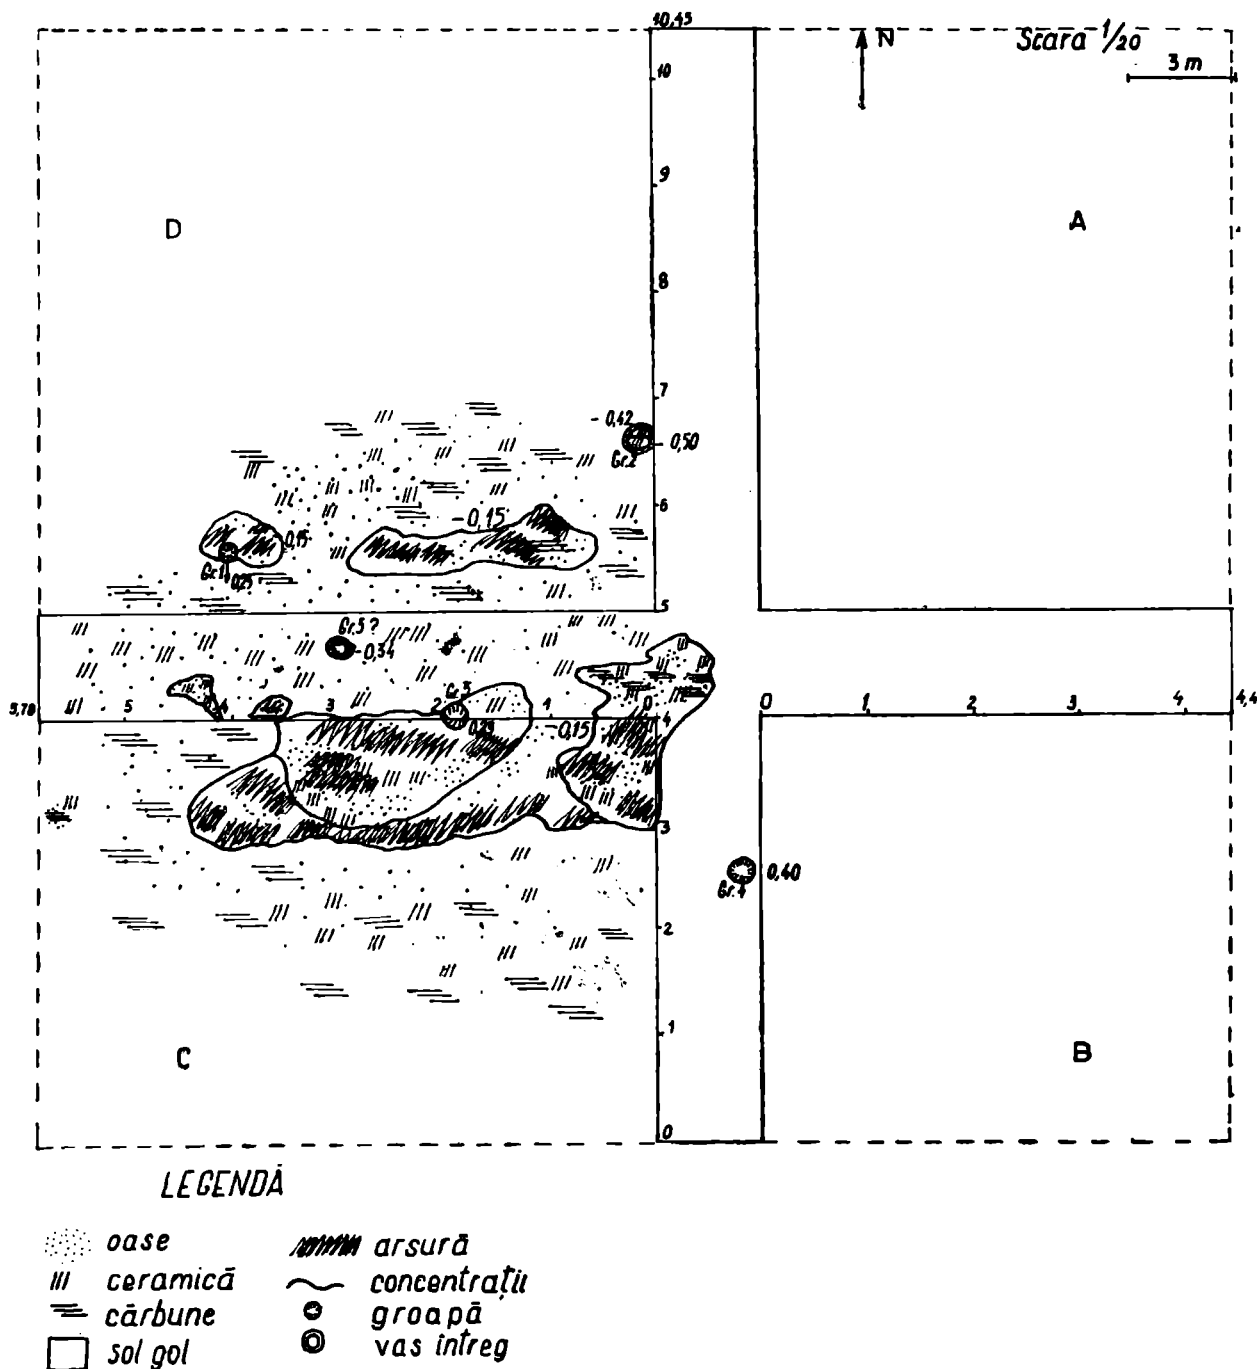 10,45
N
Scara 1/20
3 m
10
9
D
A
8
7
- 0,42
- 0,50
Gr.2
6
- 0,15
- 0,15
Gr.1
0,25
5
Gr.5 ?
- 0,34
Gr.3
5,78
5
4
3
2
1
0
4
0
1
2
3
4
4,4
0,29
- 0,15
3
0,40
Gr.4
2
1
C
B
0
LEGENDĂ
oase
arsură
ceramică
concentrații
cărbune
groapă
sol gol
vas intreg